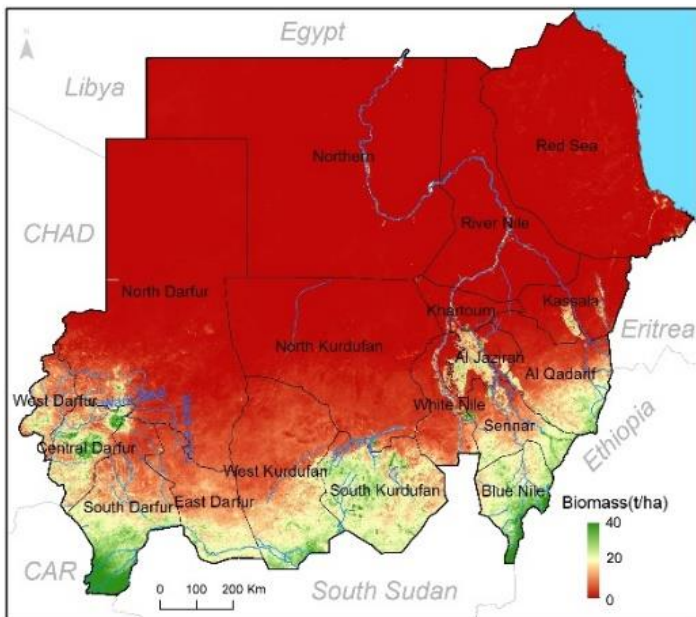 N
Egypt
Libya
Northern
Red Sea
CHAD
River Nile
North Darfur
Khartoum
Kassala
North Kurdufan
Eritrea
Al Jazirah
Al Qadarif
West Darfur
White Nile
Sennar
Central Darfur
Ethiopia
West Kurdufan
South Kurdufan
Blue Nile
South Darfur
East Darfur
Biomass(t/ha)
40
20
0
CAR
0 100 200 Km
South Sudan